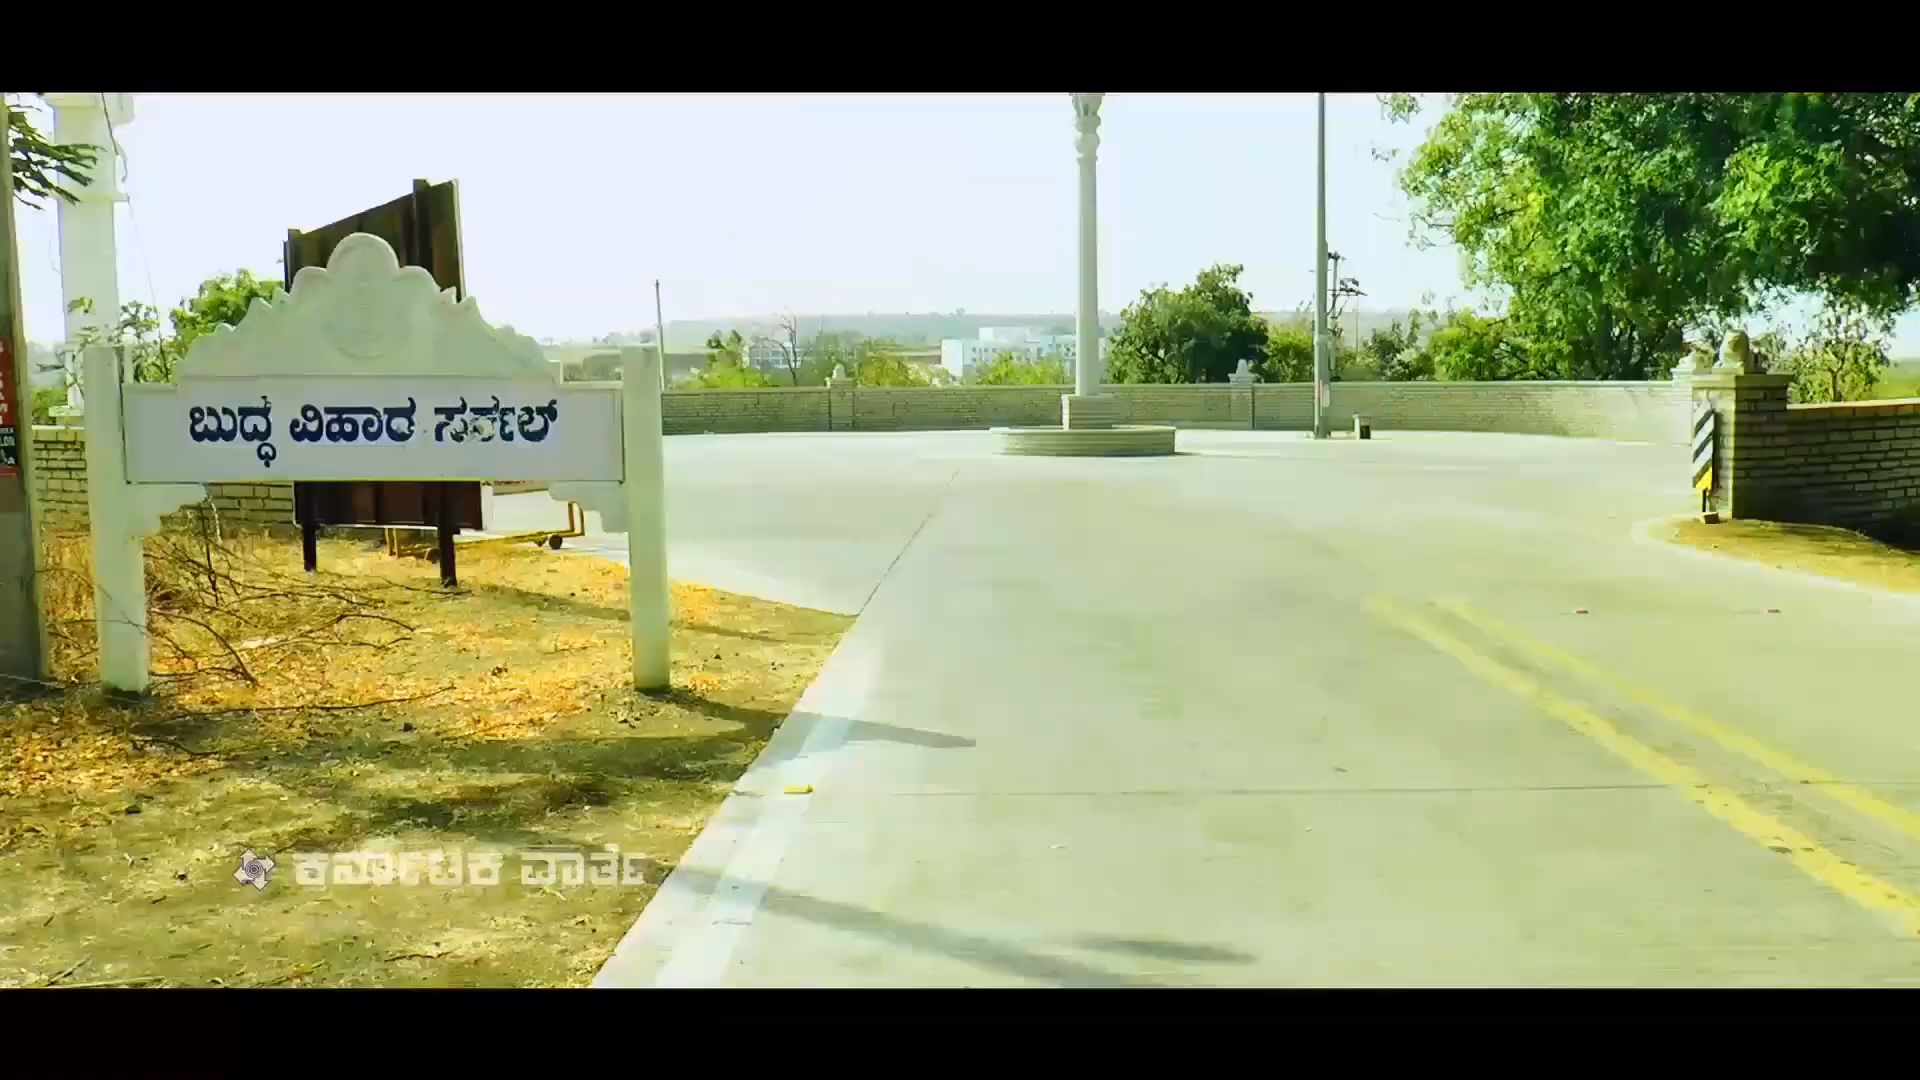 ಬುದ್ಧ ವಿಹಾರ ಸರ್ಕಲ್
ಕರ್ನಾಟಕ ವಾರ್ತೆ